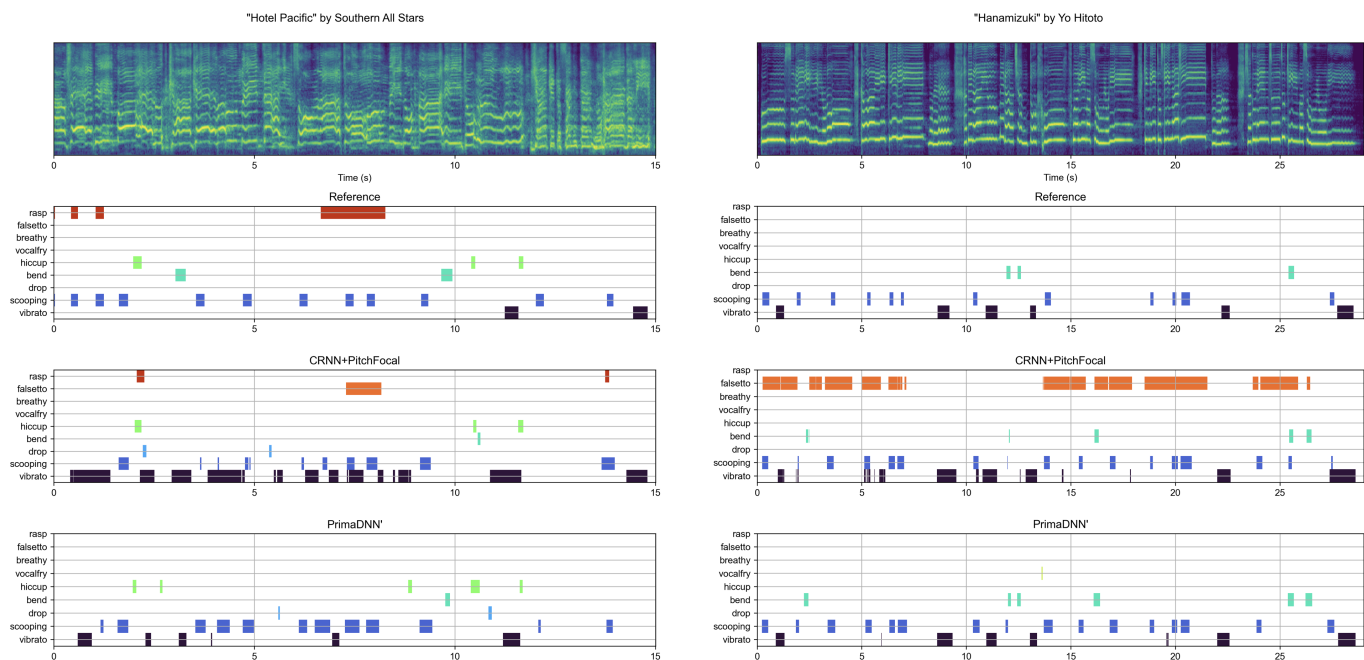 "Hotel Pacific" by Southern All Stars
0 5 10 15
Time (s)
Reference
rasp
falsetto
breathy
vocalfry
hiccup
bend
drop
scooping
vibrato
0 5 10 15
CRNN+PitchFocal
rasp
falsetto
breathy
vocalfry
hiccup
bend
drop
scooping
vibrato
0 5 10 15
PrimaDNN'
rasp
falsetto
breathy
vocalfry
hiccup
bend
drop
scooping
vibrato
0 5 10 15
"Hanamizuki" by Yo Hitoto
0 5 10 15 20 25
Time (s)
Reference
rasp
falsetto
breathy
vocalfry
hiccup
bend
drop
scooping
vibrato
0 5 10 15 20 25
CRNN+PitchFocal
rasp
falsetto
breathy
vocalfry
hiccup
bend
drop
scooping
vibrato
0 5 10 15 20 25
PrimaDNN'
rasp
falsetto
breathy
vocalfry
hiccup
bend
drop
scooping
vibrato
0 5 10 15 20 25